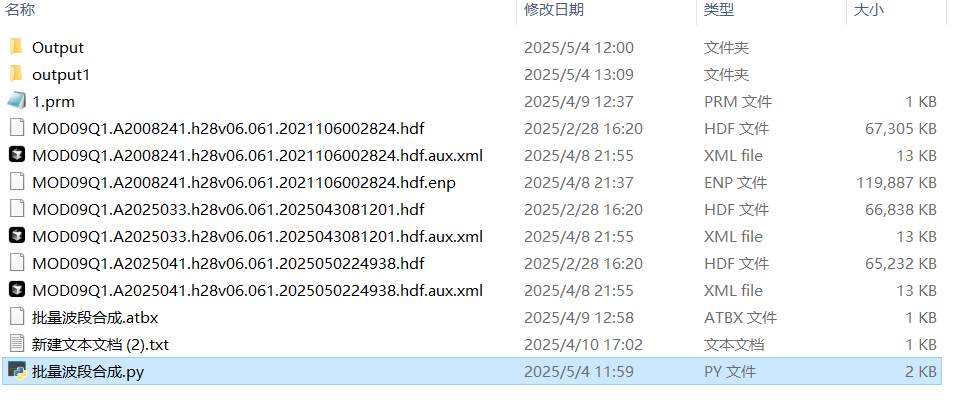 名称 修改日期 类型 大小
Output 2025/5/4 12:00 文件夹
output1 2025/5/4 13:09 文件夹
1.prm 2025/4/9 12:37 PRM 文件 1 KB
MOD09Q1.A2008241.h28v06.061.2021106002824.hdf 2025/2/28 16:20 HDF 文件 67,305 KB
MOD09Q1.A2008241.h28v06.061.2021106002824.hdf.aux.xml 2025/4/8 21:55 XML file 13 KB
MOD09Q1.A2008241.h28v06.061.2021106002824.hdf.enp 2025/4/8 21:37 ENP 文件 119,887 KB
MOD09Q1.A2025033.h28v06.061.2025043081201.hdf 2025/2/28 16:20 HDF 文件 66,838 KB
MOD09Q1.A2025033.h28v06.061.2025043081201.hdf.aux.xml 2025/4/8 21:55 XML file 13 KB
MOD09Q1.A2025041.h28v06.061.2025050224938.hdf 2025/2/28 16:20 HDF 文件 65,232 KB
MOD09Q1.A2025041.h28v06.061.2025050224938.hdf.aux.xml 2025/4/8 21:55 XML file 13 KB
批量波段合成.atbx 2025/4/9 12:58 ATBX 文件 1 KB
新建文本文档 (2).txt 2025/4/10 17:02 文本文档 1 KB
批量波段合成.py 2025/5/4 11:59 PY 文件 2 KB